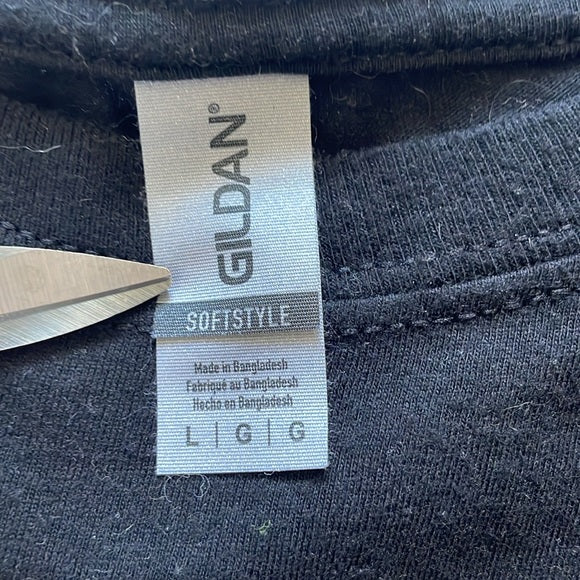 GILDAN®
SOFTSTYLE
Made in Bangladesh
Fabriqué au Bangladesh
Hecho en Bangladesh
L | G | G